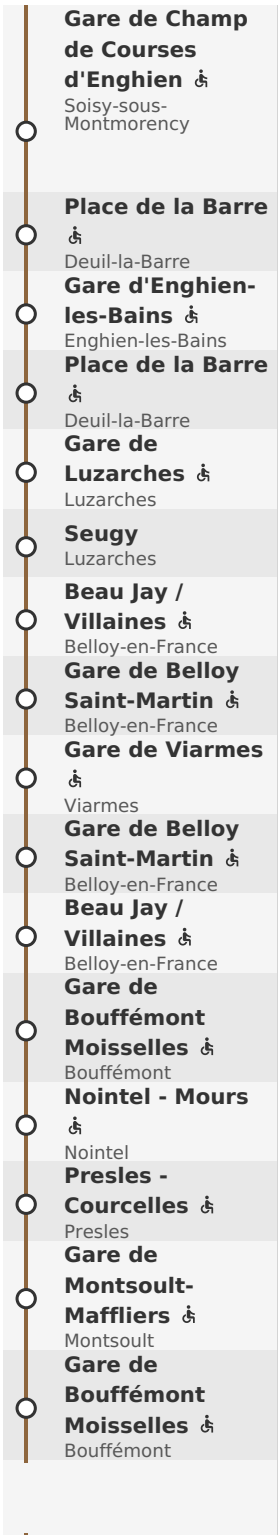 Gare de Champ
de Courses
d'Enghien
Soisy-sous-
Montmorency
Place de la Barre
Deuil-la-Barre
Gare d'Enghien-
les-Bains
Enghien-les-Bains
Place de la Barre
Deuil-la-Barre
Gare de
Luzarches
Luzarches
Seugy
Luzarches
Beau Jay /
Villaines
Belloy-en-France
Gare de Belloy
Saint-Martin
Belloy-en-France
Gare de Viarmes
Viarmes
Gare de Belloy
Saint-Martin
Belloy-en-France
Beau Jay /
Villaines
Belloy-en-France
Gare de
Bouffémont
Moisselles
Bouffémont
Nointel - Mours
Nointel
Presles -
Courcelles
Presles
Gare de
Montsoult-
Maffliers
Montsoult
Gare de
Bouffémont
Moisselles
Bouffémont